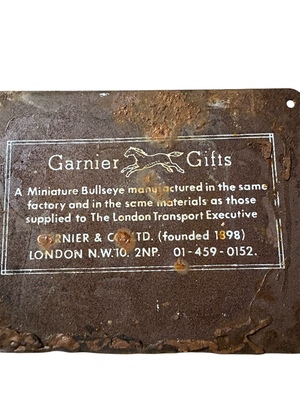 Garnier Gifts
A Miniature Bullseye manufactured in the same
factory and in the same materials as those
supplied to The London Transport Executive
GARNIER & CO. LTD. (founded 1898)
LONDON N.W.10. 2NP. 01-459-0152.